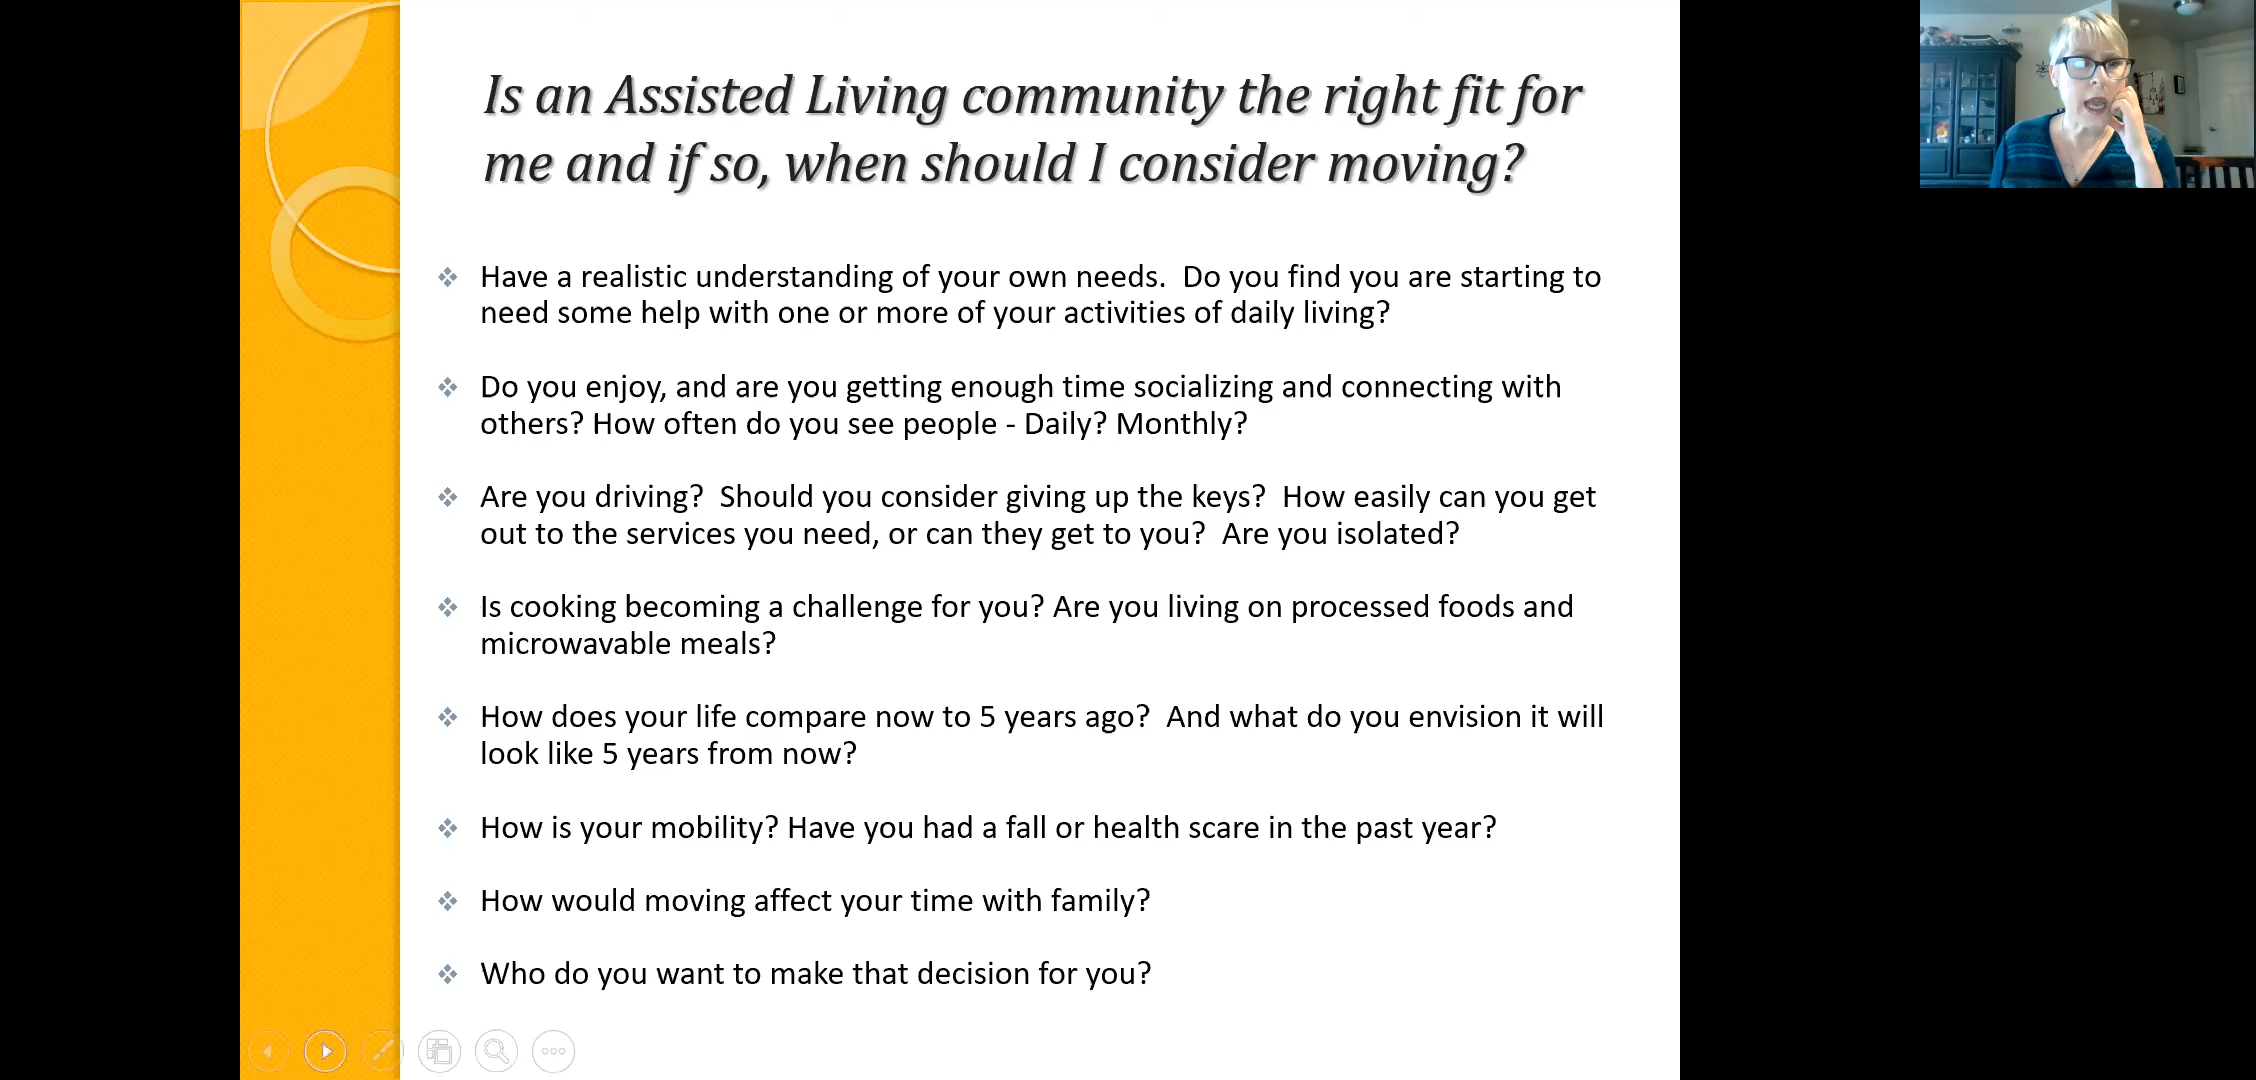 Is an Assisted Living community the right fit for
me and if so, when should I consider moving?
Have a realistic understanding of your own needs.  Do you find you are starting to
need some help with one or more of your activities of daily living?
Do you enjoy, and are you getting enough time socializing and connecting with
others? How often do you see people - Daily? Monthly?
Are you driving?  Should you consider giving up the keys?  How easily can you get
out to the services you need, or can they get to you?  Are you isolated?
Is cooking becoming a challenge for you? Are you living on processed foods and
microwavable meals?
How does your life compare now to 5 years ago?  And what do you envision it will
look like 5 years from now?
How is your mobility? Have you had a fall or health scare in the past year?
How would moving affect your time with family?
Who do you want to make that decision for you?